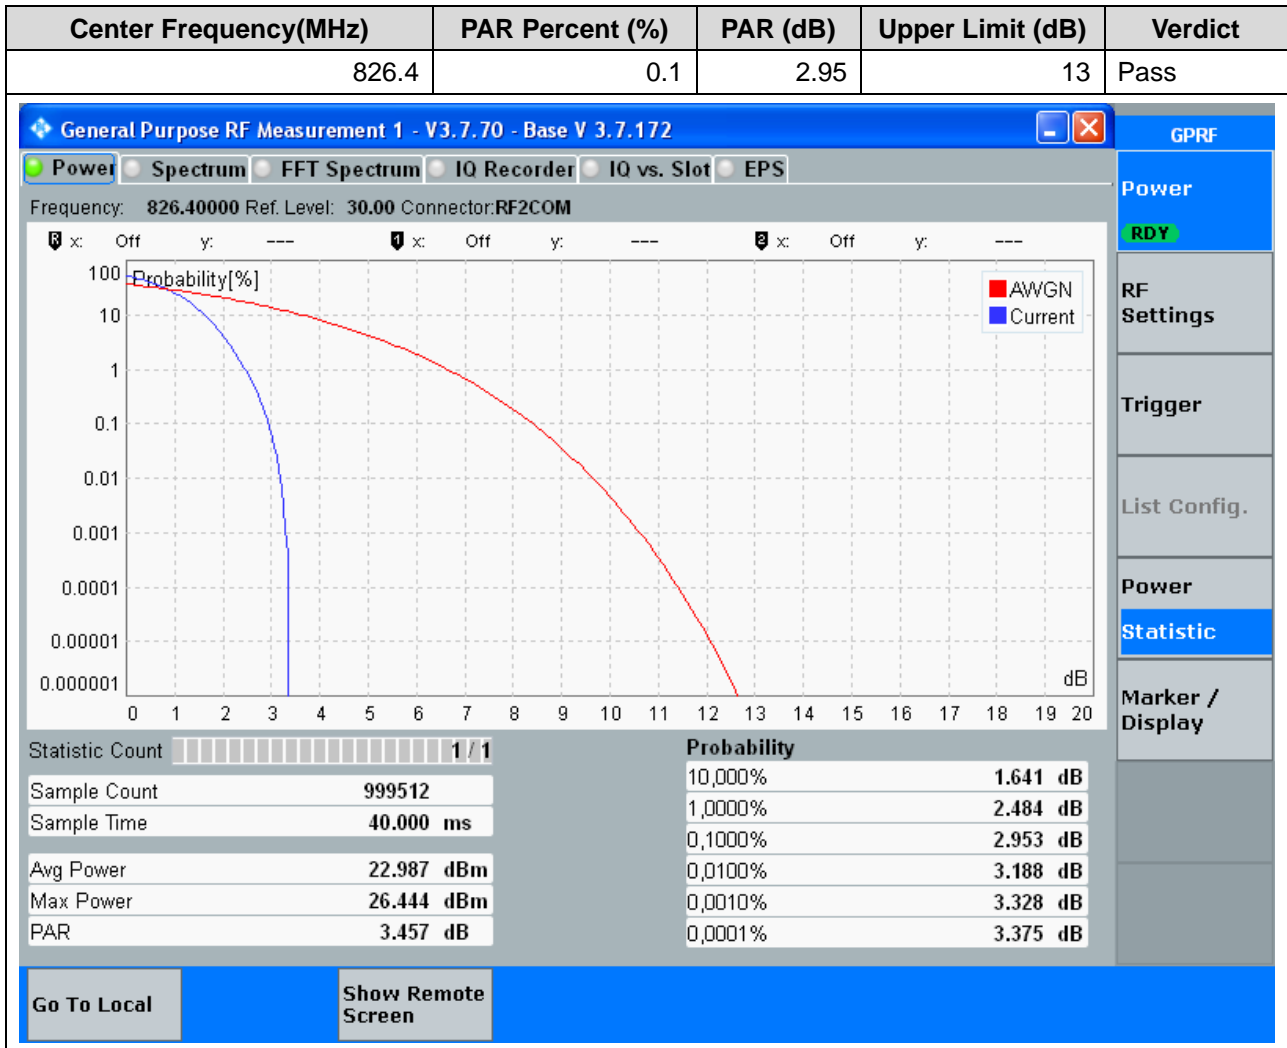 Center Frequency(MHz) PAR Percent (%) PAR (dB) Upper Limit (dB) Verdict
826.4 0.1 2.95 13 Pass
General Purpose RF Measurement 1 - V3.7.70 - Base V 3.7.172
GPRF
Power Spectrum FFT Spectrum IQ Recorder IQ vs. Slot EPS
Frequency: 826.40000 Ref. Level: 30.00 Connector:RF2COM
R x: Off y: --- 1 x: Off y: --- 2 x: Off y: ---
Probability[%]
AWGN
Current
100
10
1
0.1
0.01
0.001
0.0001
0.00001
0.000001
dB
0 1 2 3 4 5 6 7 8 9 10 11 12 13 14 15 16 17 18 19 20
Statistic Count 1 / 1
Sample Count 999512
Sample Time 40.000 ms
Avg Power 22.987 dBm
Max Power 26.444 dBm
PAR 3.457 dB
Probability
10,000% 1.641 dB
1,0000% 2.484 dB
0,1000% 2.953 dB
0,0100% 3.188 dB
0,0010% 3.328 dB
0,0001% 3.375 dB
Power
RDY
RF
Settings
Trigger
List Config.
Power
Statistic
Marker /
Display
Go To Local
Show Remote
Screen